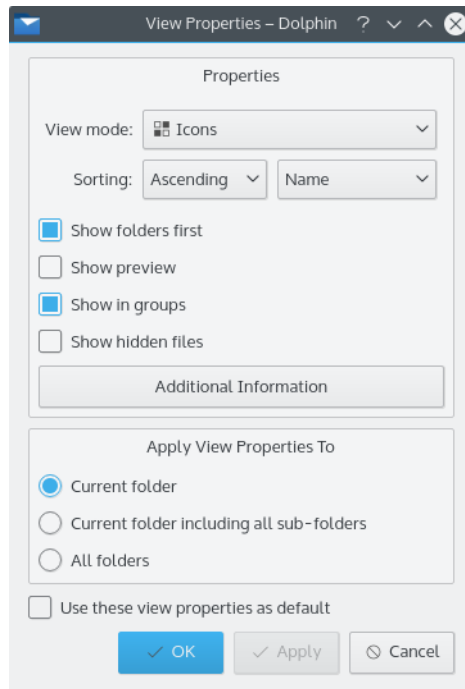 View Properties – Dolphin
Properties
View mode: Icons
Sorting: Ascending Name
Show folders first
Show preview
Show in groups
Show hidden files
Additional Information
Apply View Properties To
Current folder
Current folder including all sub-folders
All folders
Use these view properties as default
OK Apply Cancel